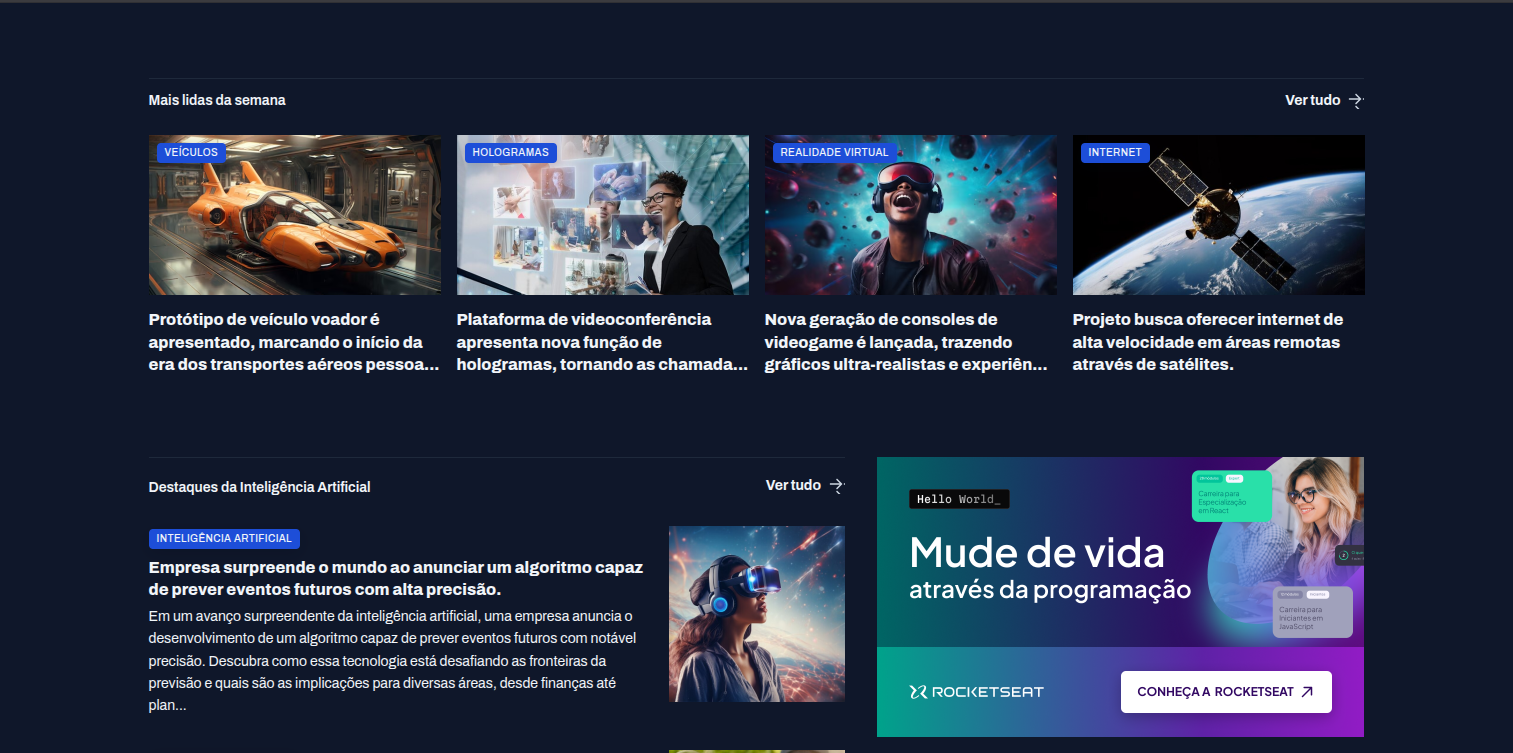 Mais lidas da semana
Ver tudo
VEÍCULOS
Protótipo de veículo voador é
apresentado, marcando o início da
era dos transportes aéreos pessoa...
HOLOGRAMAS
Plataforma de videoconferência
apresenta nova função de
hologramas, tornando as chamada...
REALIDADE VIRTUAL
Nova geração de consoles de
videogame é lançada, trazendo
gráficos ultra-realistas e experiên...
INTERNET
Projeto busca oferecer internet de
alta velocidade em áreas remotas
através de satélites.
Destaques da Inteligência Artificial
Ver tudo
INTELIGÊNCIA ARTIFICIAL
Empresa surpreende o mundo ao anunciar um algoritmo capaz
de prever eventos futuros com alta precisão.
Em um avanço surpreendente da inteligência artificial, uma empresa anuncia o
desenvolvimento de um algoritmo capaz de prever eventos futuros com notável
precisão. Descubra como essa tecnologia está desafiando as fronteiras da
previsão e quais são as implicações para diversas áreas, desde finanças até
plan...
Hello World_
Mude de vida
através da programação
Carreira para
Especialização
em React
Carreira para
Iniciantes em
JavaScript
ROCKETSEAT
CONHEÇA A ROCKETSEAT